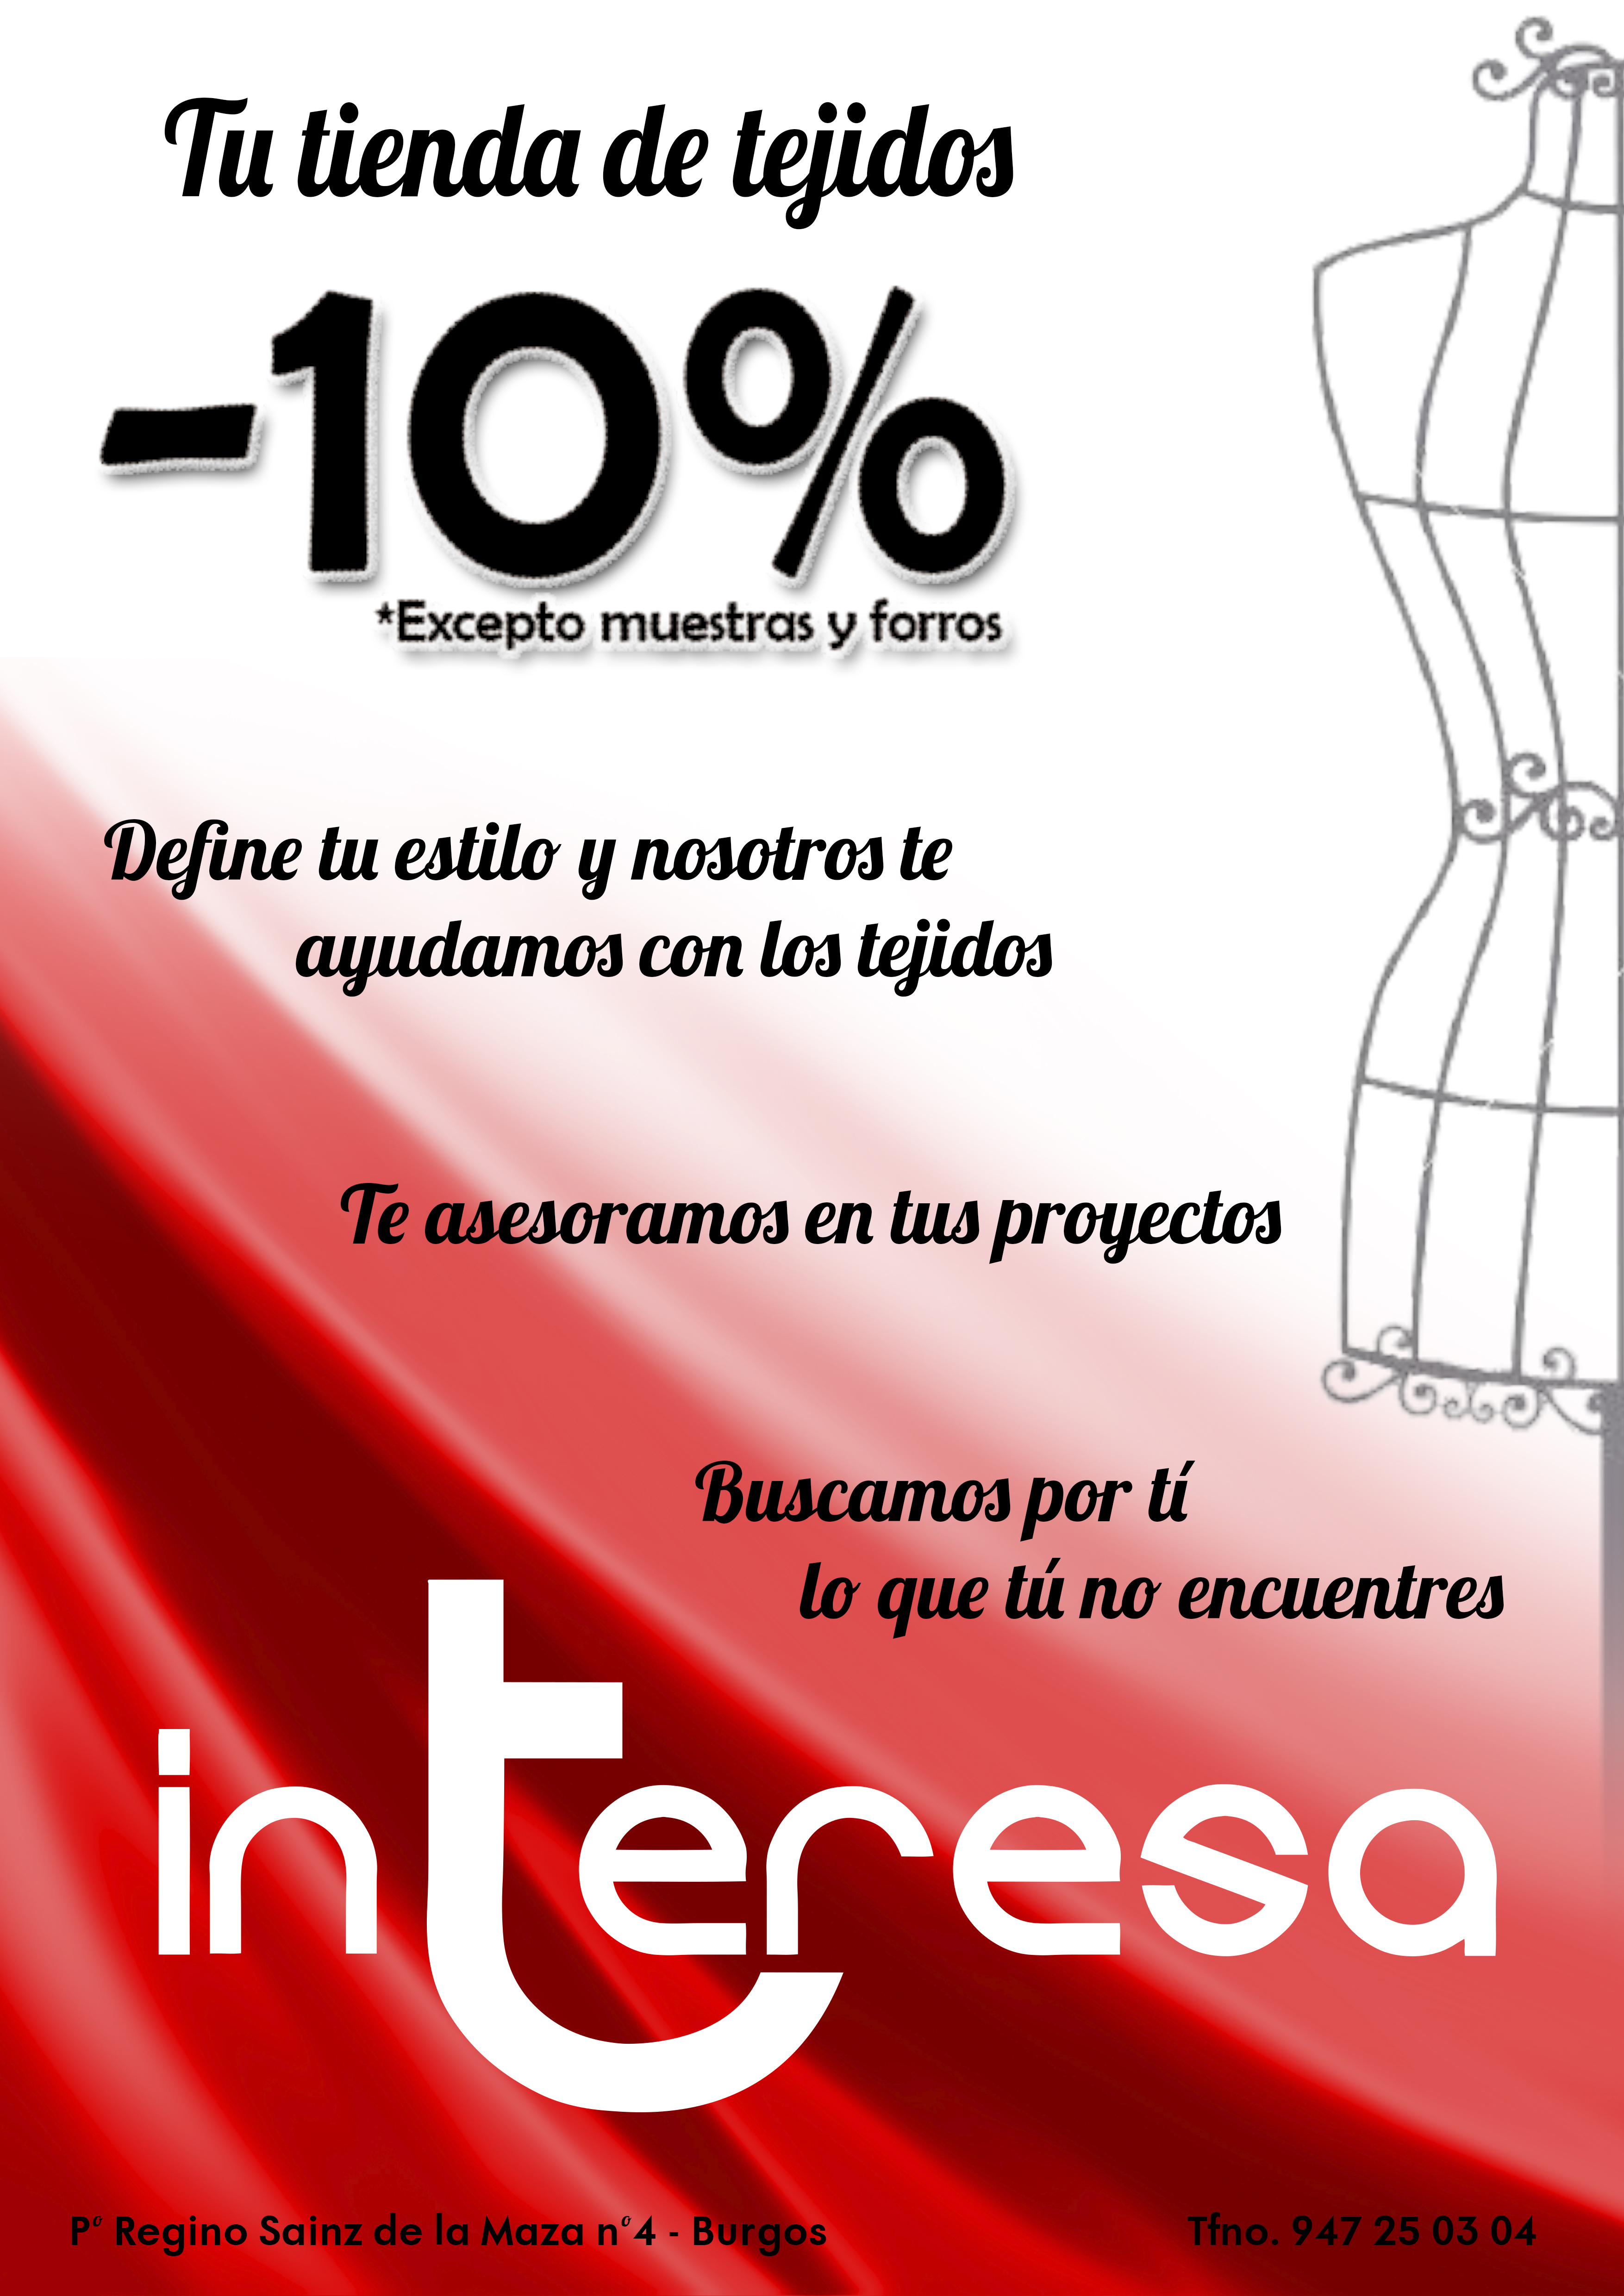 Tu tienda de tejidos
-10%
*Excepto muestras y forros
Define tu estilo y nosotros te
ayudamos con los tejidos
Te asesoramos en tus proyectos
Buscamos por tí
lo que tú no encuentres
interesa
Pº Regino Sainz de la Maza nº4 - Burgos
Tfno. 947 25 03 04